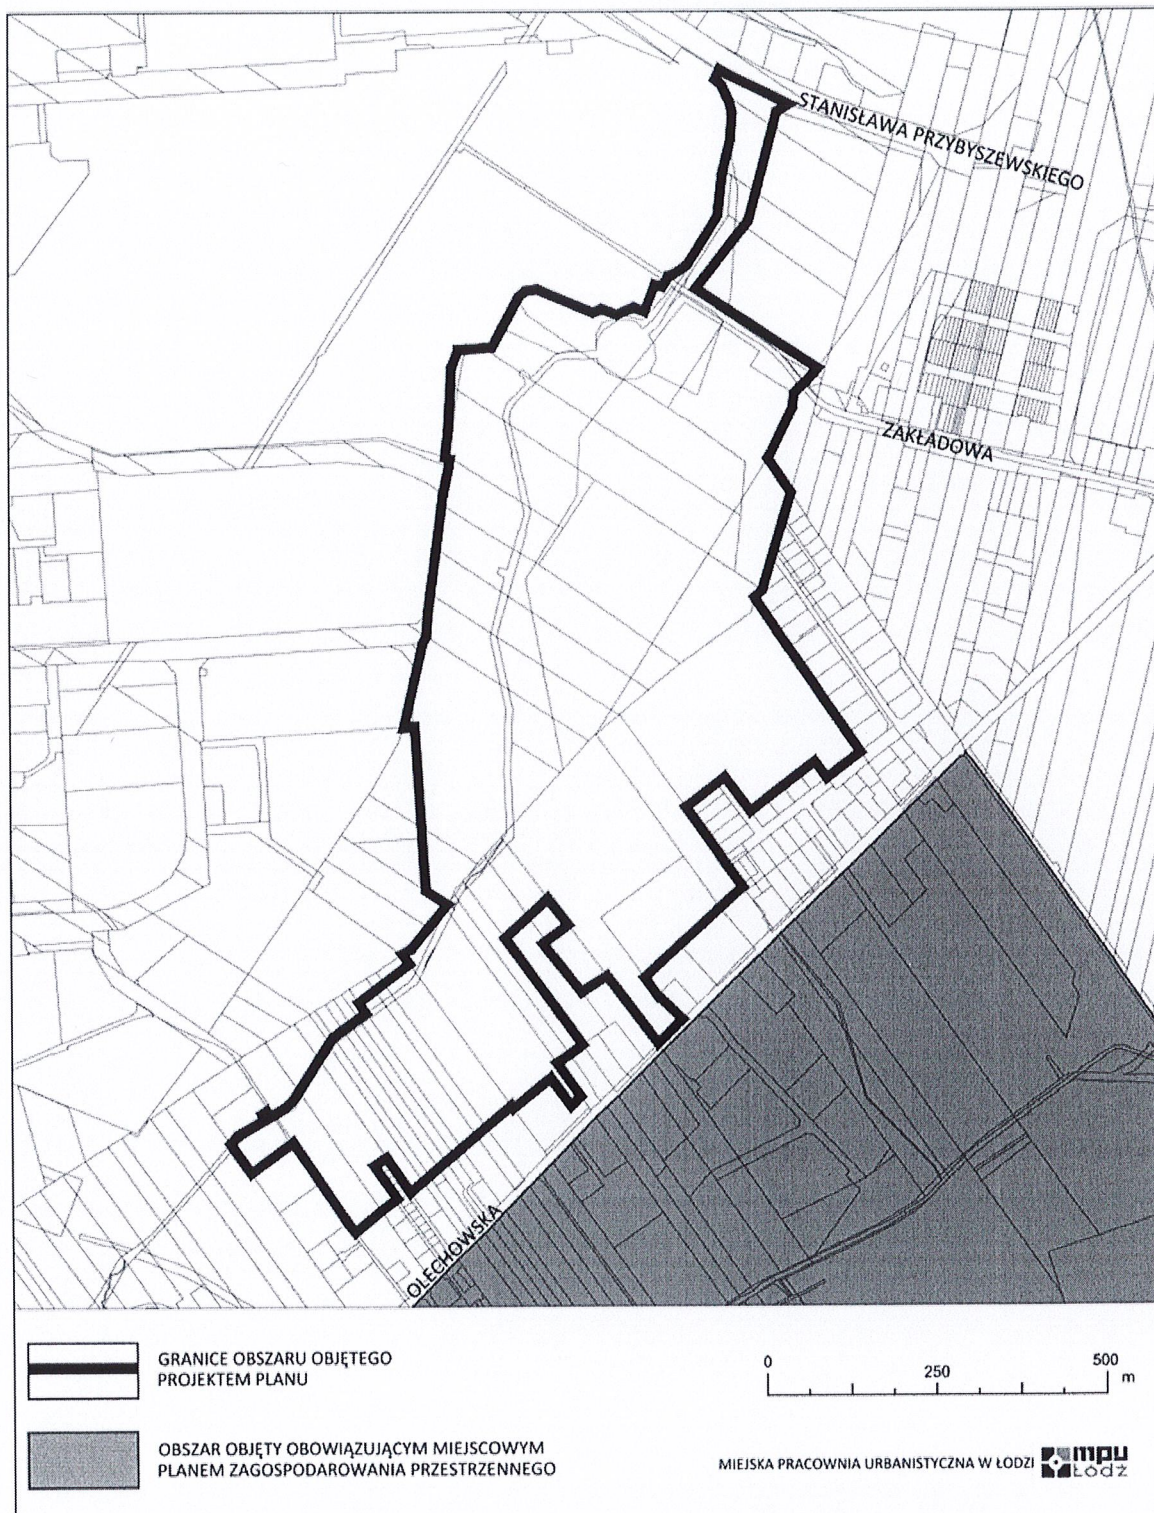 STANISŁAWA PRZYBYSZEWSKIEGO
ZAKŁADOWA
OLECHOWSKA
GRANICE OBSZARU OBJĘTEGO
PROJEKTEM PLANU
0 250 500 m
OBSZAR OBJĘTY OBOWIĄZUJĄCYM MIEJSCOWYM
PLANEM ZAGOSPODAROWANIA PRZESTRZENNEGO
MIEJSKA PRACOWNIA URBANISTYCZNA W ŁODZI
mpu
Łódź